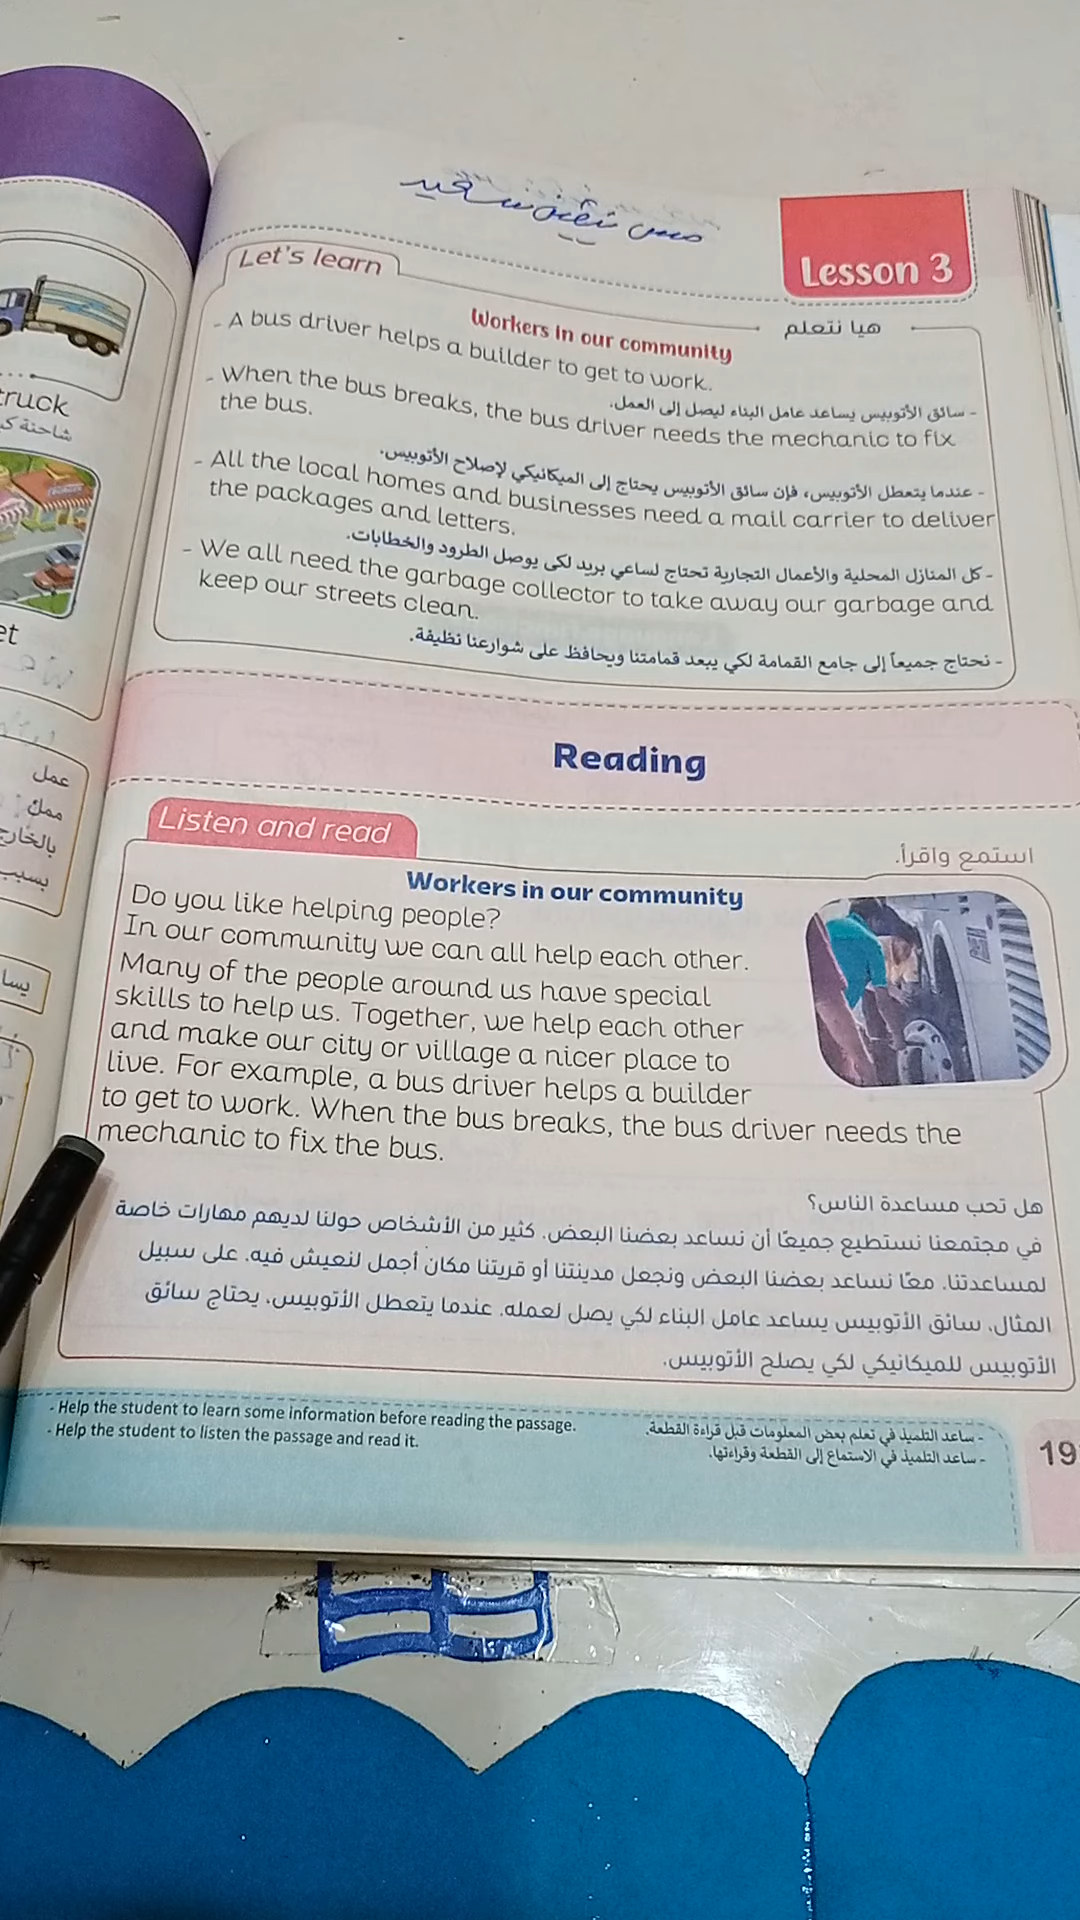 Lesson 3
Let's learn
هيا نتعلم
Workers in our community
- A bus driver helps a builder to get to work.
- سائق الأتوبيس يساعد عامل البناء ليصل إلى العمل.
- When the bus breaks, the bus driver needs the mechanic to fix
the bus.
- عندما يتعطل الأتوبيس، فإن سائق الأتوبيس يحتاج إلى الميكانيكي لإصلاح الأتوبيس.
- All the local homes and businesses need a mail carrier to deliver
the packages and letters.
- كل المنازل المحلية والأعمال التجارية تحتاج لساعي بريد لكى يوصل الطرود والخطابات.
- We all need the garbage collector to take away our garbage and
keep our streets clean.
- نحتاج جميعاً إلى جامع القمامة لكي يبعد قمامتنا ويحافظ على شوارعنا نظيفة.
Reading
Listen and read
استمع واقرأ.
Workers in our community
Do you like helping people?
In our community we can all help each other.
Many of the people around us have special
skills to help us. Together, we help each other
and make our city or village a nicer place to
live. For example, a bus driver helps a builder
to get to work. When the bus breaks, the bus driver needs the
mechanic to fix the bus.
هل تحب مساعدة الناس؟
في مجتمعنا نستطيع جميعًا أن نساعد بعضنا البعض. كثير من الأشخاص حولنا لديهم مهارات خاصة
لمساعدتنا. معًا نساعد بعضنا البعض ونجعل مدينتنا أو قريتنا مكان أجمل لنعيش فيه. على سبيل
المثال، سائق الأتوبيس يساعد عامل البناء لكي يصل لعمله. عندما يتعطل الأتوبيس، يحتاج سائق
الأتوبيس للميكانيكي لكي يصلح الأتوبيس.
- Help the student to learn some information before reading the passage.
- Help the student to listen the passage and read it.
- ساعد التلميذ في تعلم بعض المعلومات قبل قراءة القطعة.
- ساعد التلميذ في الاستماع إلى القطعة وقراءتها.
19
truck
شاحنة
et
عمل
بالخارج
بسبب